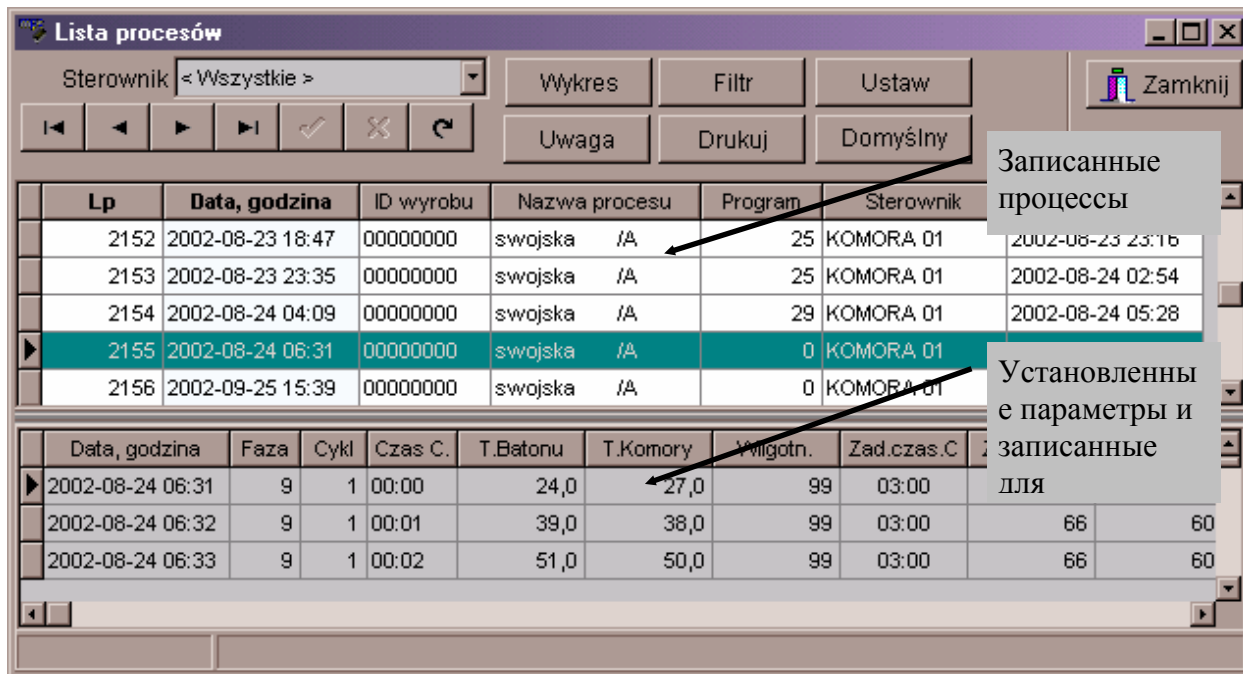 Lista procesów
Sterownik < Wszystkie > Wykres Filtr Ustaw Zamknij
Uwaga Drukuj Domyślny
Записанные
процессы
Lp Data, godzina ID wyrobu Nazwa procesu Program Sterownik
2152 2002-08-23 18:47 00000000 swojska /A 25 KOMORA 01 2002-08-23 23:16
2153 2002-08-23 23:35 00000000 swojska /A 25 KOMORA 01 2002-08-24 02:54
2154 2002-08-24 04:09 00000000 swojska /A 29 KOMORA 01 2002-08-24 05:28
2155 2002-08-24 06:31 00000000 swojska /A 0 KOMORA 01
2156 2002-09-25 15:39 00000000 swojska /A 0 KOMORA 01
Установленны
е параметры и
записанные
для
Data, godzina Faza Cykl Czas C. T.Batonu T.Komory Wilgotn. Zad.czas.C
2002-08-24 06:31 9 1 00:00 24,0 27,0 99 03:00
2002-08-24 06:32 9 1 00:01 39,0 38,0 99 03:00 66 60
2002-08-24 06:33 9 1 00:02 51,0 50,0 99 03:00 66 60